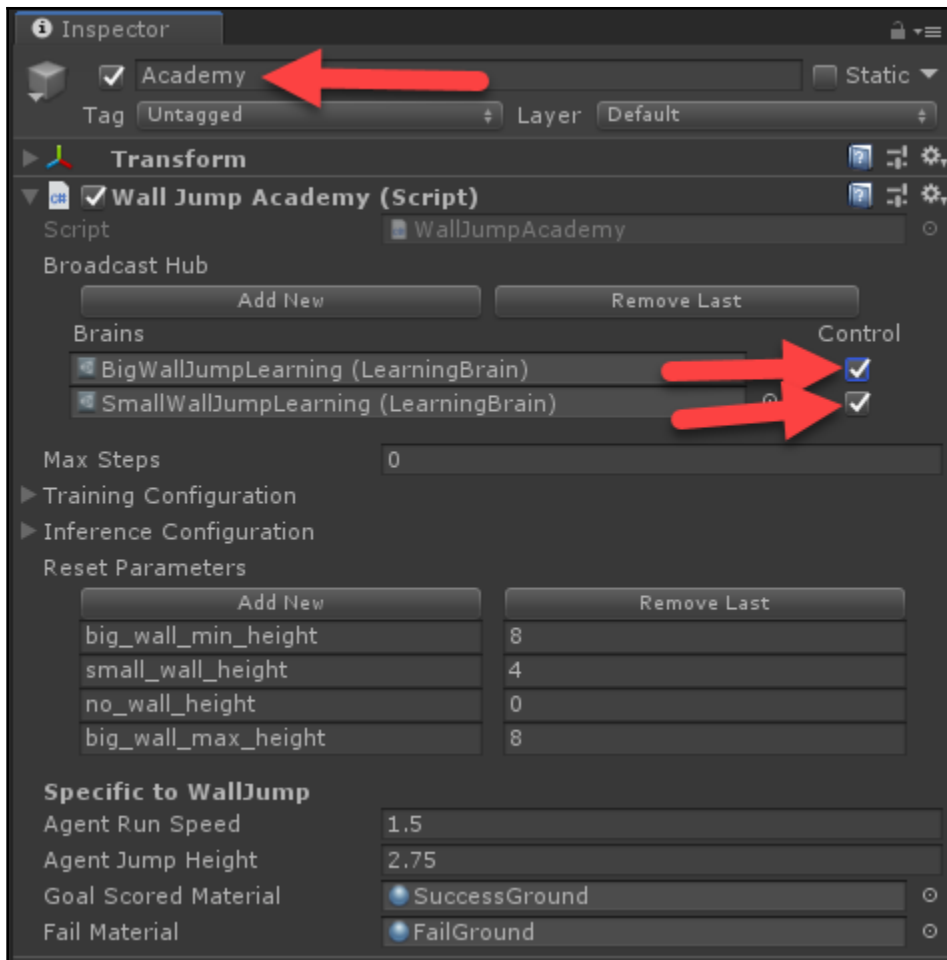 Inspector
Academy Static
Tag Untagged Layer Default
Transform
Wall Jump Academy (Script)
Script WallJumpAcademy
Broadcast Hub
Add New Remove Last
Brains Control
BigWallJumpLearning (LearningBrain)
SmallWallJumpLearning (LearningBrain)
Max Steps 0
Training Configuration
Inference Configuration
Reset Parameters
Add New Remove Last
big_wall_min_height 8
small_wall_height 4
no_wall_height 0
big_wall_max_height 8
Specific to WallJump
Agent Run Speed 1.5
Agent Jump Height 2.75
Goal Scored Material SuccessGround
Fail Material FailGround